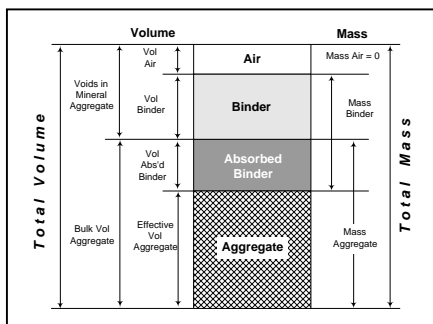 Volume
Mass
Total Volume
Voids in
Mineral
Aggregate
Bulk Vol
Aggregate
Vol
Air
Vol
Binder
Vol
Abs'd
Binder
Effective
Vol
Aggregate
Air
Binder
Absorbed
Binder
Aggregate
Mass Air = 0
Mass
Binder
Mass
Aggregate
Total Mass